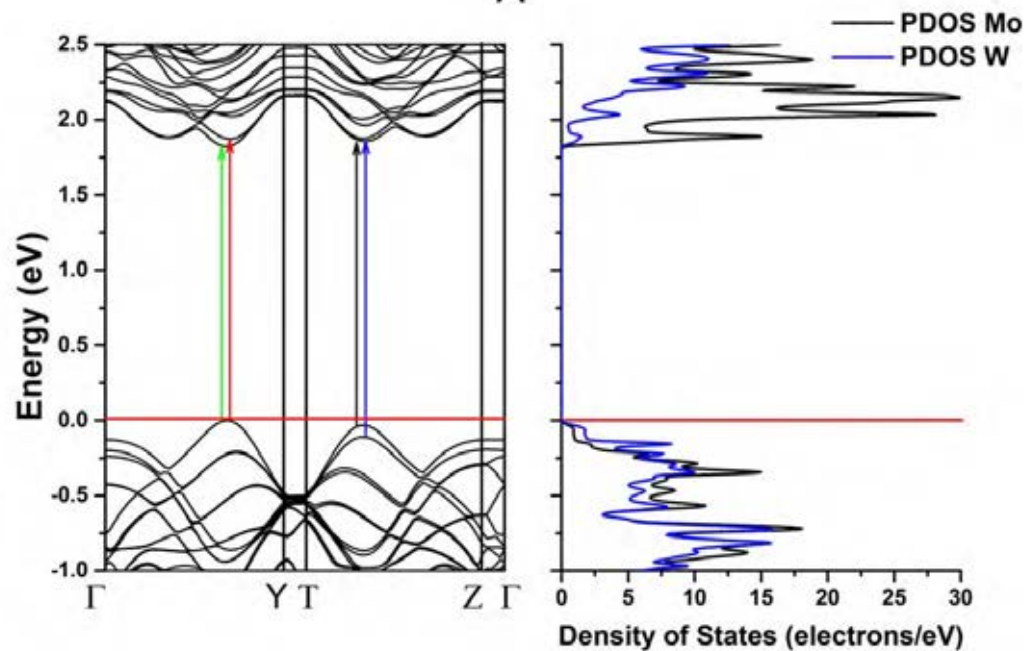 PDOS Mo
PDOS W
Energy (eV)
2.5
2.0
1.5
1.0
0.5
0.0
-0.5
-1.0
Γ Y T Z Γ
0 5 10 15 20 25 30
Density of States (electrons/eV)